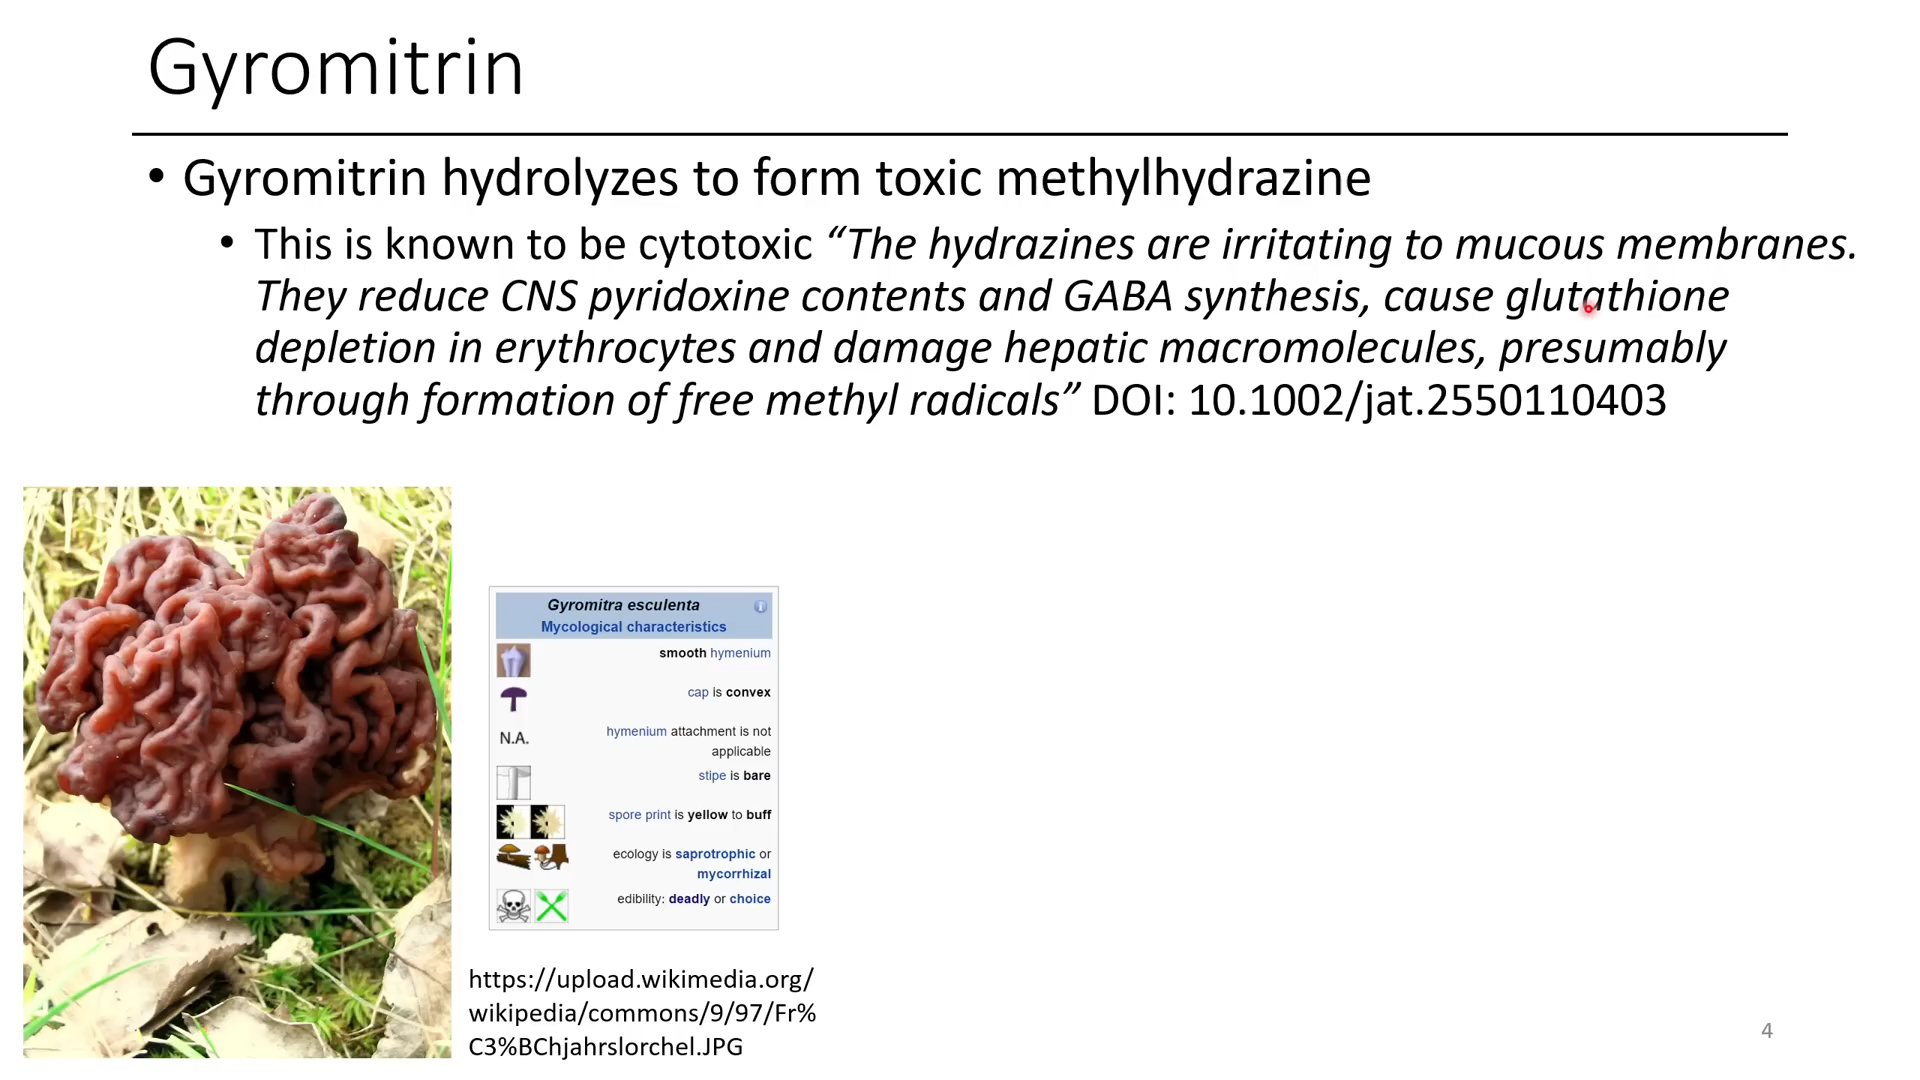 Gyromitrin
• Gyromitrin hydrolyzes to form toxic methylhydrazine
• This is known to be cytotoxic “The hydrazines are irritating to mucous membranes.
They reduce CNS pyridoxine contents and GABA synthesis, cause glutathione
depletion in erythrocytes and damage hepatic macromolecules, presumably
through formation of free methyl radicals” DOI: 10.1002/jat.2550110403
Gyromitra esculenta
i
Mycological characteristics
smooth hymenium
cap is convex
N.A.
hymenium attachment is not
applicable
stipe is bare
spore print is yellow to buff
ecology is saprotrophic or
mycorrhizal
edibility: deadly or choice
https://upload.wikimedia.org/
wikipedia/commons/9/97/Fr%
C3%BChjahrslorchel.JPG
4